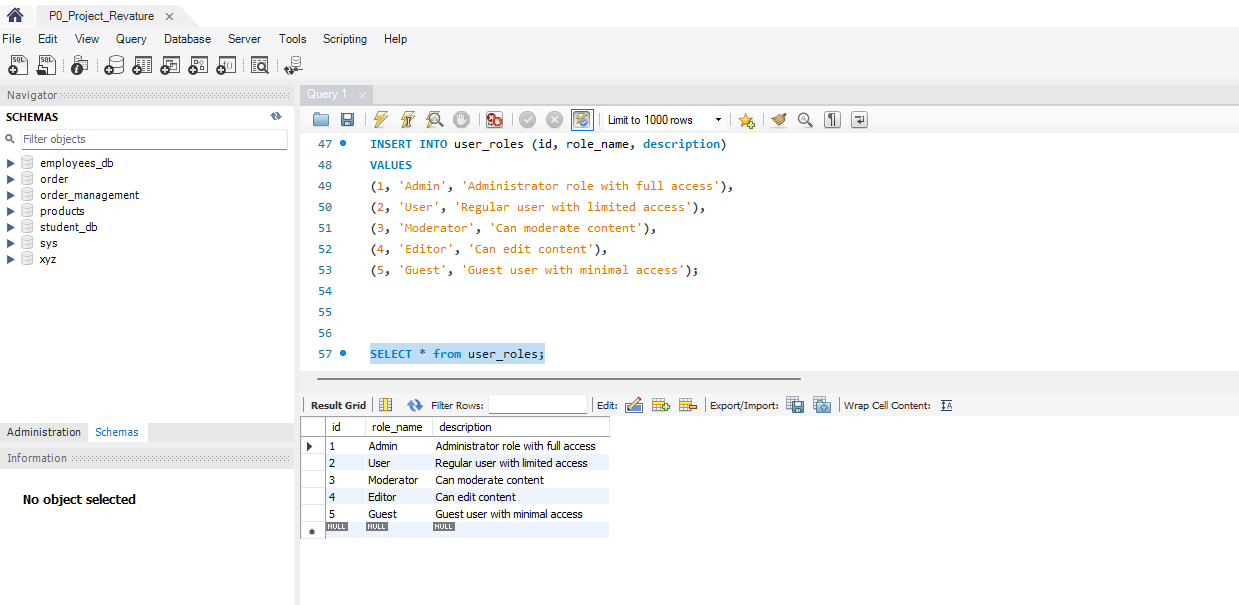 P0_Project_Revature
File Edit View Query Database Server Tools Scripting Help
Navigator
SCHEMAS
Filter objects
employees_db
order
order_management
products
student_db
sys
xyz
Administration Schemas
Information
No object selected
Query 1
Limit to 1000 rows
47 INSERT INTO user_roles (id, role_name, description)
48 VALUES
49 (1, 'Admin', 'Administrator role with full access'),
50 (2, 'User', 'Regular user with limited access'),
51 (3, 'Moderator', 'Can moderate content'),
52 (4, 'Editor', 'Can edit content'),
53 (5, 'Guest', 'Guest user with minimal access');
54
55
56
57 SELECT * from user_roles;
Result Grid Filter Rows: Edit: Export/Import: Wrap Cell Content: IA
id role_name description
1 Admin Administrator role with full access
2 User Regular user with limited access
3 Moderator Can moderate content
4 Editor Can edit content
5 Guest Guest user with minimal access
NULL NULL NULL